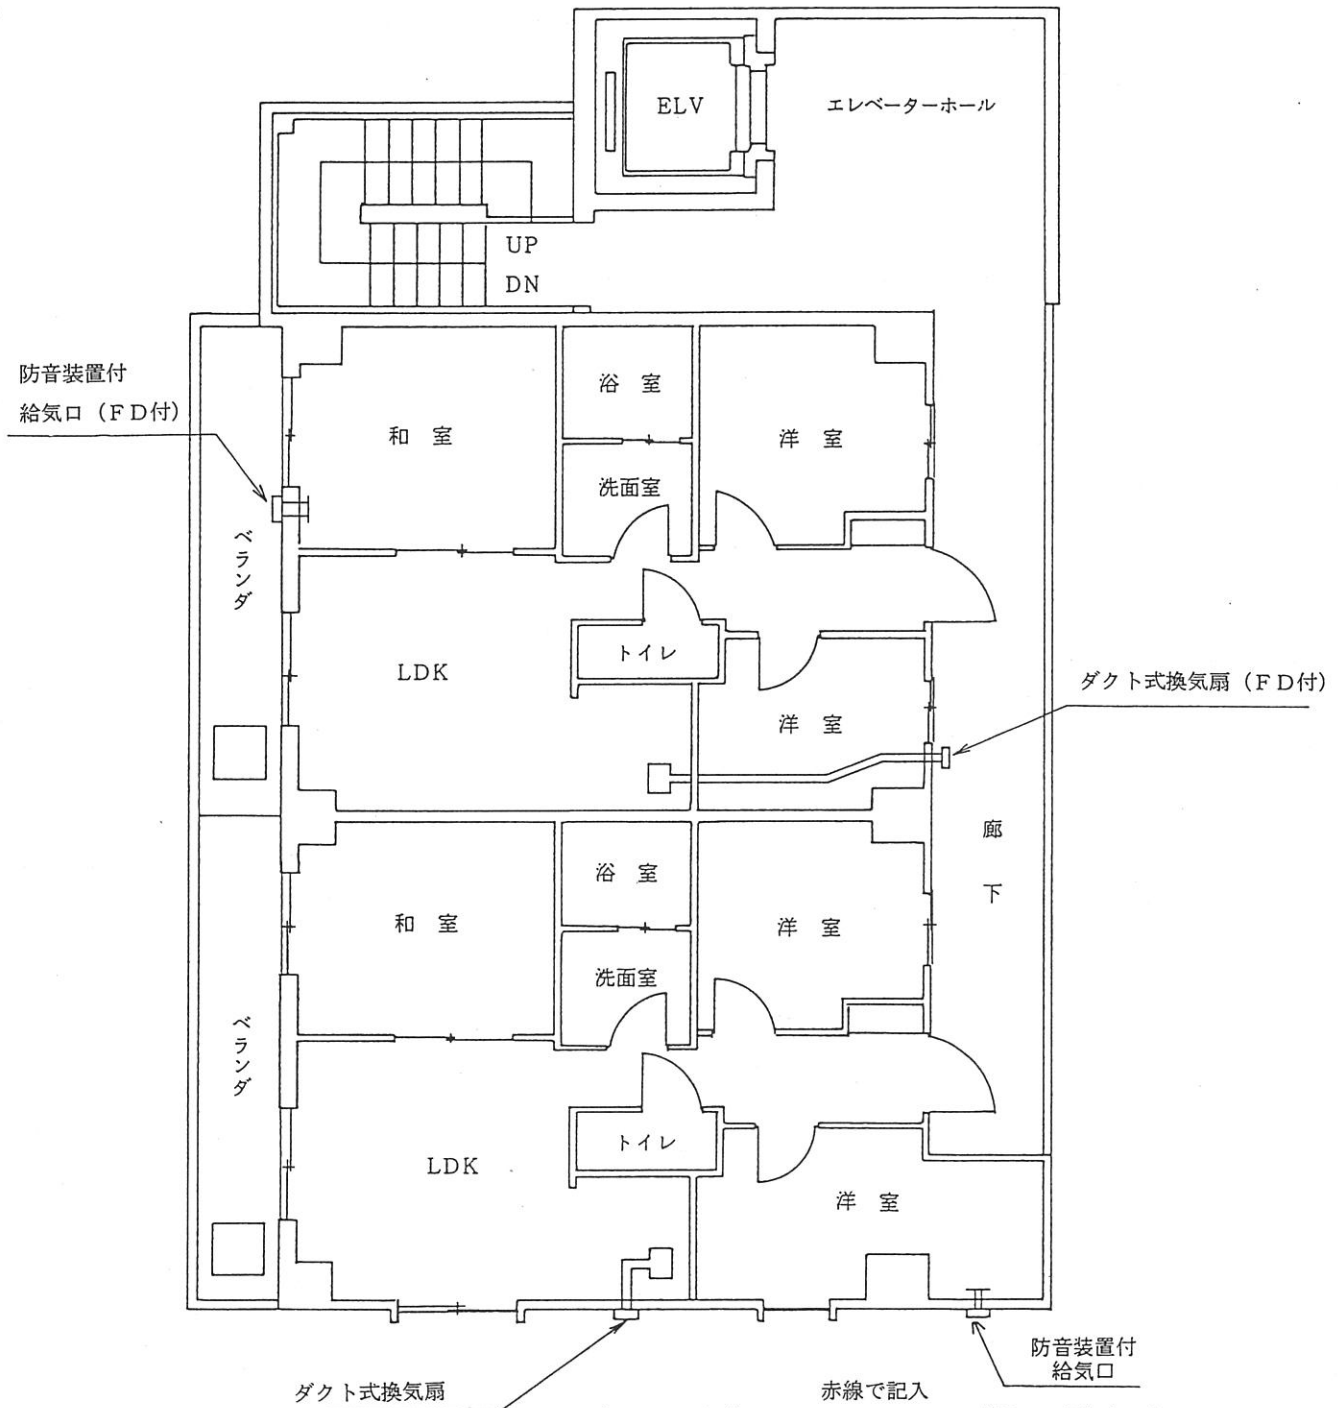 ELV
エレベーターホール
UP
DN
防音装置付
給気口（ＦＤ付）
浴 室
和 室
洋 室
洗面室
ベランダ
トイレ
LDK
ダクト式換気扇（ＦＤ付）
洋 室
廊下
浴 室
和 室
洋 室
洗面室
ベランダ
トイレ
LDK
洋 室
防音装置付
給気口
ダクト式換気扇
赤線で記入